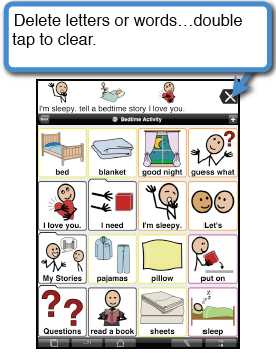 Delete letters or words...double
tap to clear.
I'm sleepy. tell a bedtime story I love you.
Bedtime Activity
bed blanket good night guess what
I love you. I need I'm sleepy. Let's
My Stories pajamas pillow put on
Questions read a book sheets sleep